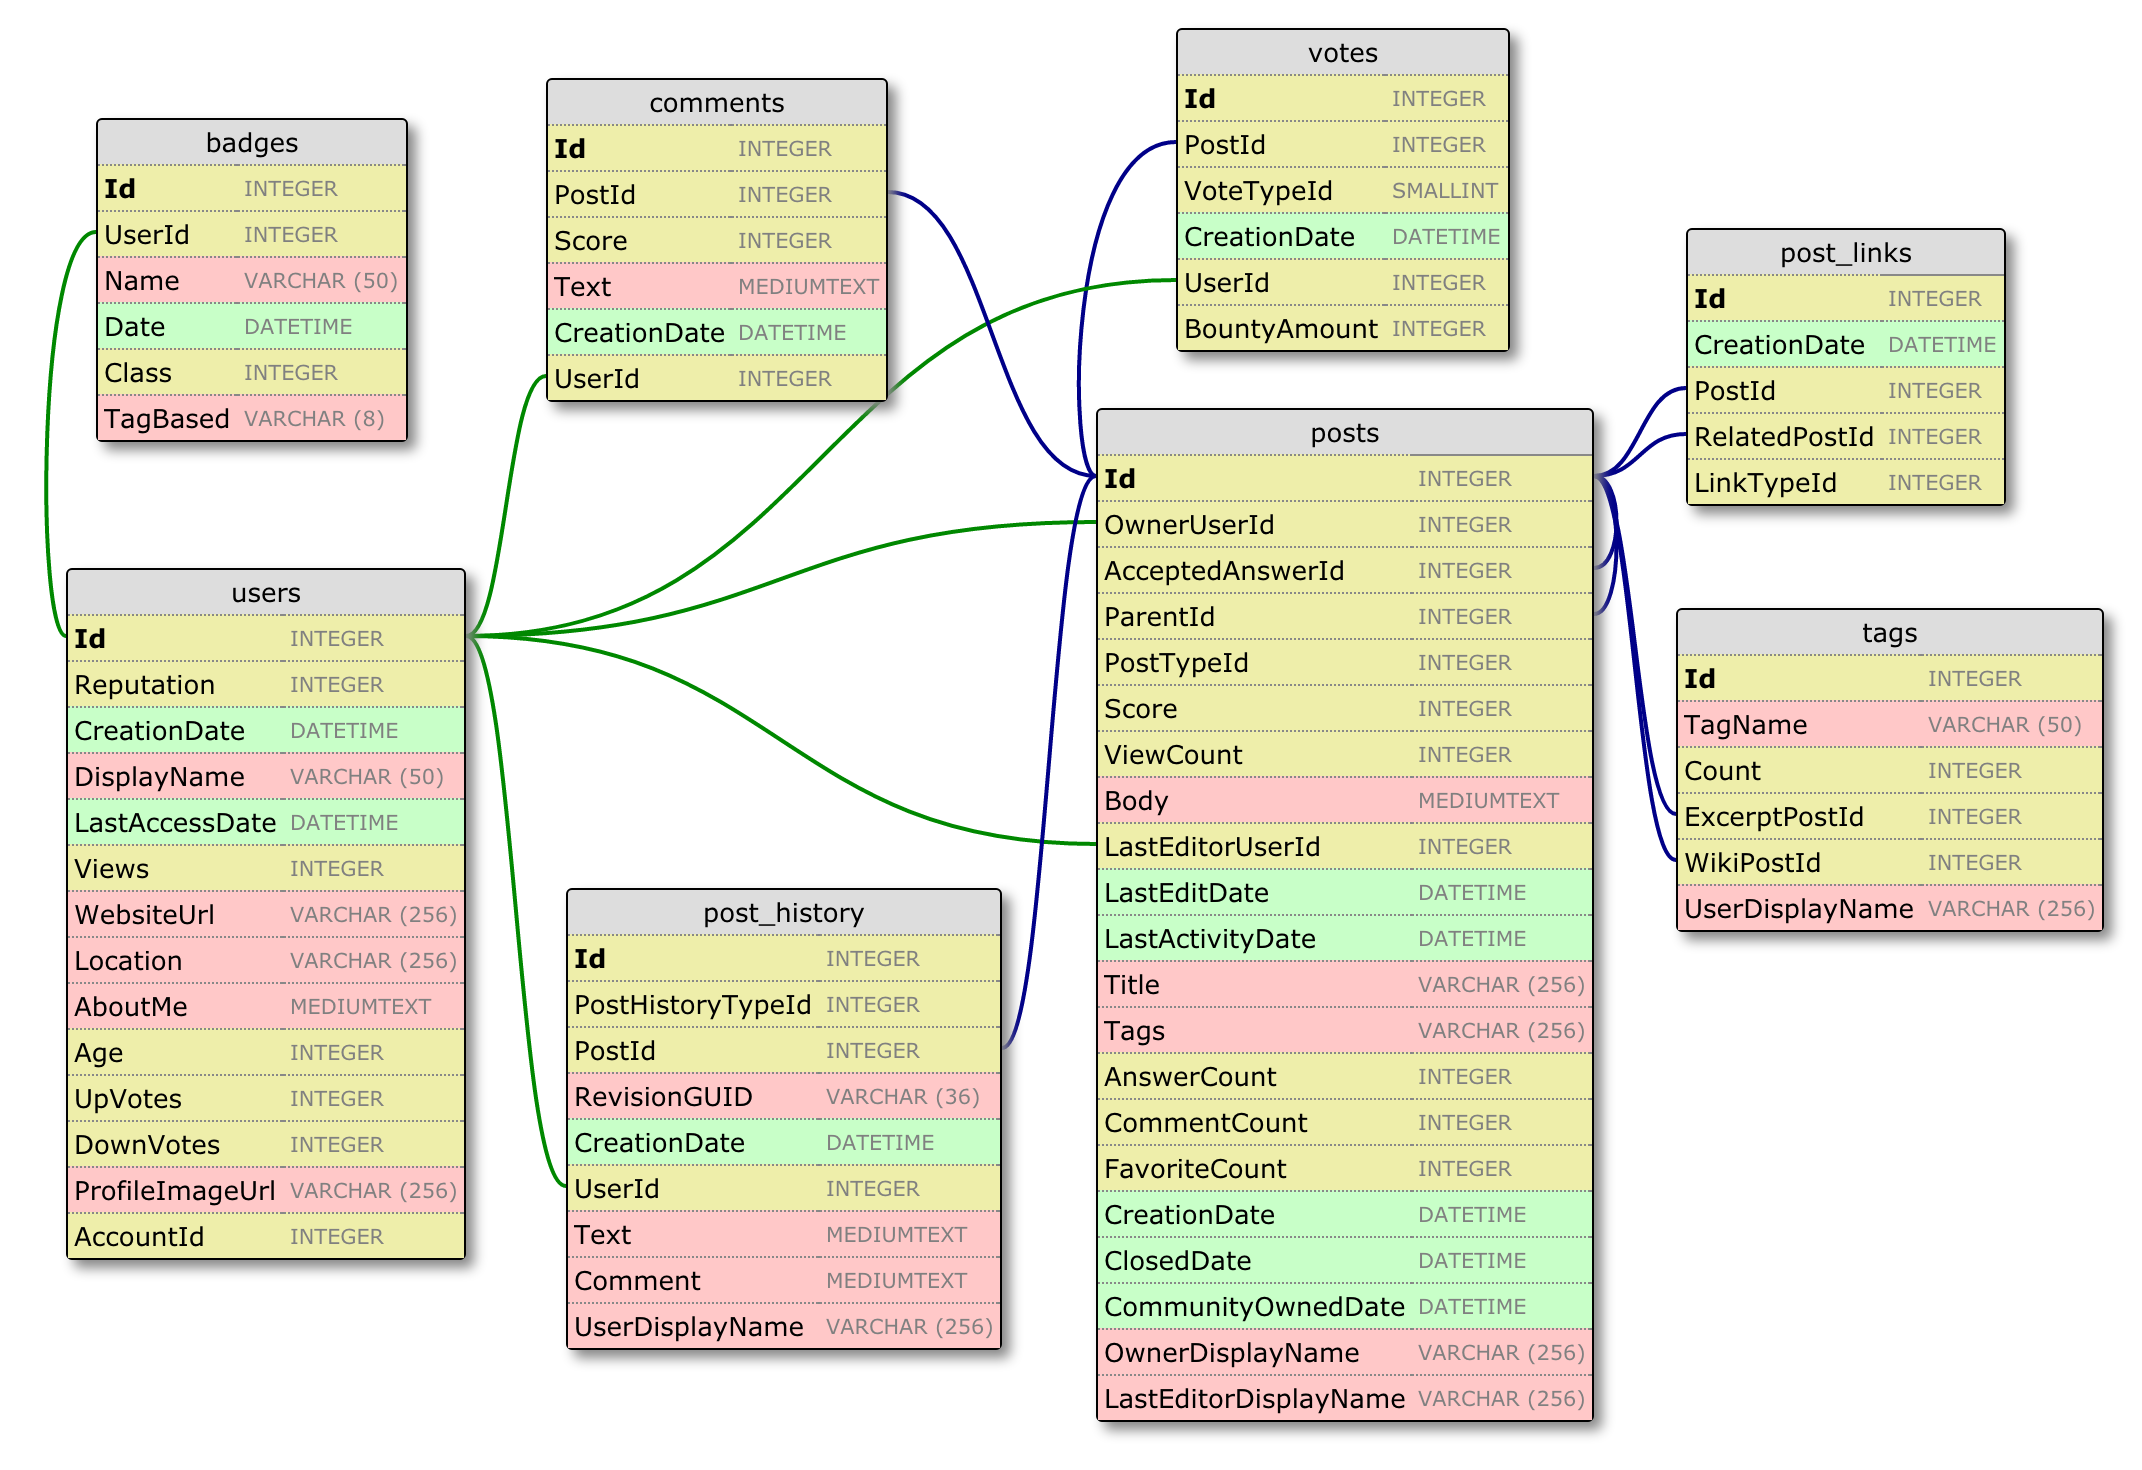 badges
Id INTEGER
UserId INTEGER
Name VARCHAR (50)
Date DATETIME
Class INTEGER
TagBased VARCHAR (8)
comments
Id INTEGER
PostId INTEGER
Score INTEGER
Text MEDIUMTEXT
CreationDate DATETIME
UserId INTEGER
votes
Id INTEGER
PostId INTEGER
VoteTypeId SMALLINT
CreationDate DATETIME
UserId INTEGER
BountyAmount INTEGER
post_links
Id INTEGER
CreationDate DATETIME
PostId INTEGER
RelatedPostId INTEGER
LinkTypeId INTEGER
users
Id INTEGER
Reputation INTEGER
CreationDate DATETIME
DisplayName VARCHAR (50)
LastAccessDate DATETIME
Views INTEGER
WebsiteUrl VARCHAR (256)
Location VARCHAR (256)
AboutMe MEDIUMTEXT
Age INTEGER
UpVotes INTEGER
DownVotes INTEGER
ProfileImageUrl VARCHAR (256)
AccountId INTEGER
post_history
Id INTEGER
PostHistoryTypeId INTEGER
PostId INTEGER
RevisionGUID VARCHAR (36)
CreationDate DATETIME
UserId INTEGER
Text MEDIUMTEXT
Comment MEDIUMTEXT
UserDisplayName VARCHAR (256)
posts
Id INTEGER
OwnerUserId INTEGER
AcceptedAnswerId INTEGER
ParentId INTEGER
PostTypeId INTEGER
Score INTEGER
ViewCount INTEGER
Body MEDIUMTEXT
LastEditorUserId INTEGER
LastEditDate DATETIME
LastActivityDate DATETIME
Title VARCHAR (256)
Tags VARCHAR (256)
AnswerCount INTEGER
CommentCount INTEGER
FavoriteCount INTEGER
CreationDate DATETIME
ClosedDate DATETIME
CommunityOwnedDate DATETIME
OwnerDisplayName VARCHAR (256)
LastEditorDisplayName VARCHAR (256)
tags
Id INTEGER
TagName VARCHAR (50)
Count INTEGER
ExcerptPostId INTEGER
WikiPostId INTEGER
UserDisplayName VARCHAR (256)